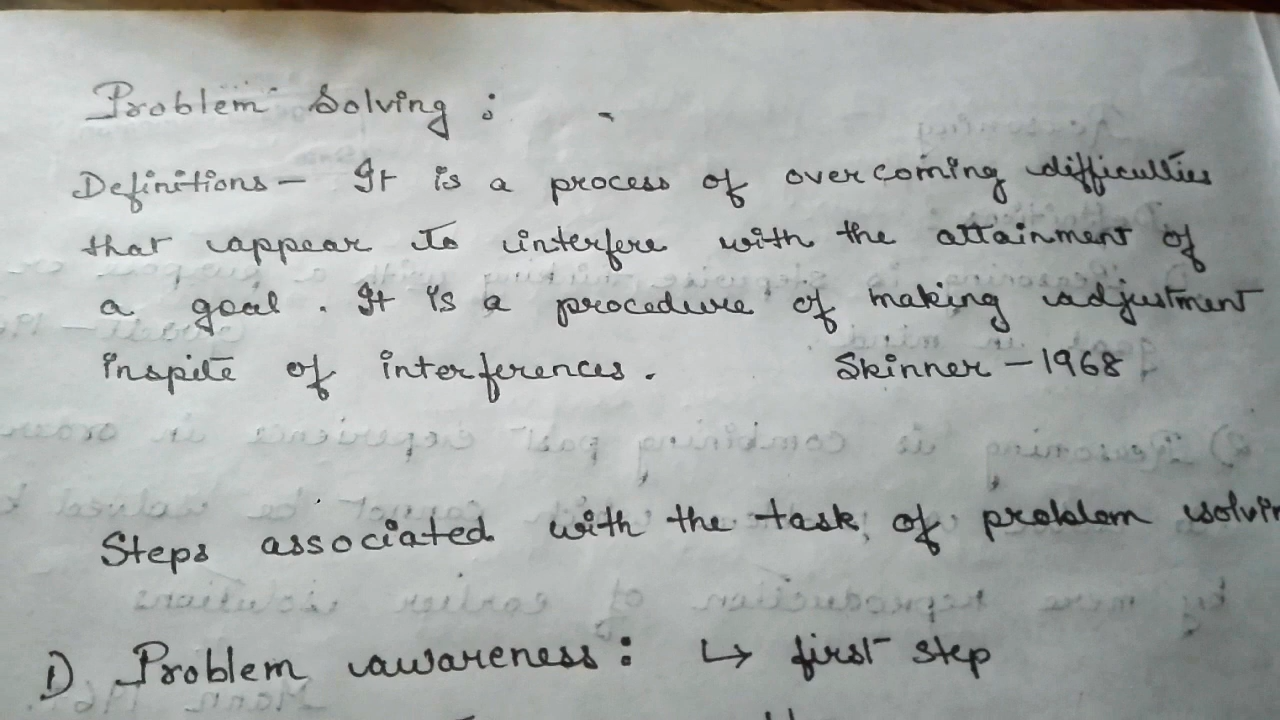 Problem Solving :
Definitions – It is a process of overcoming difficulties
that appear to interfere with the attainment of
a goal . It is a procedure of making adjustment
inspite of interferences . Skinner – 1968
Steps associated with the task of problem solvin
1) Problem awareness : ↳ first step